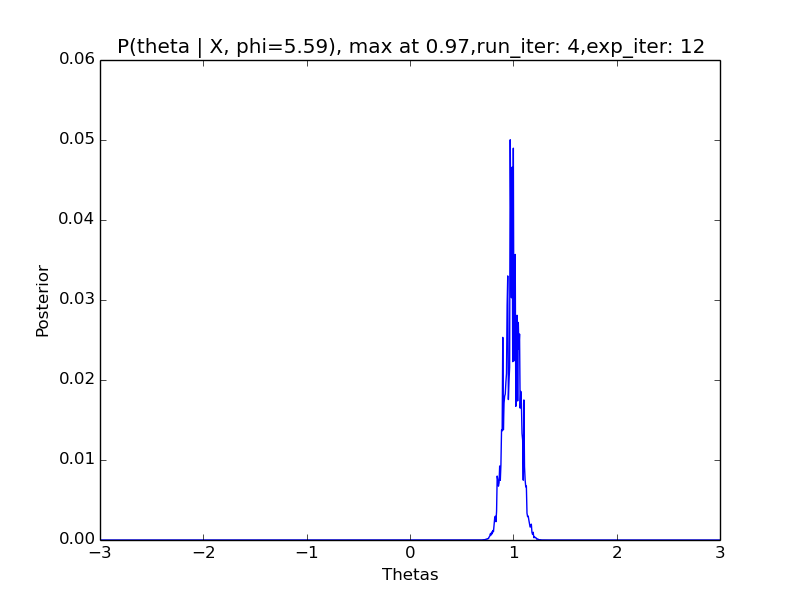 P(theta | X, phi=5.59), max at 0.97,run_iter: 4,exp_iter: 12
0.06
0.05
0.04
0.03
0.02
0.01
0.00
Posterior
−3 −2 −1 0 1 2 3
Thetas